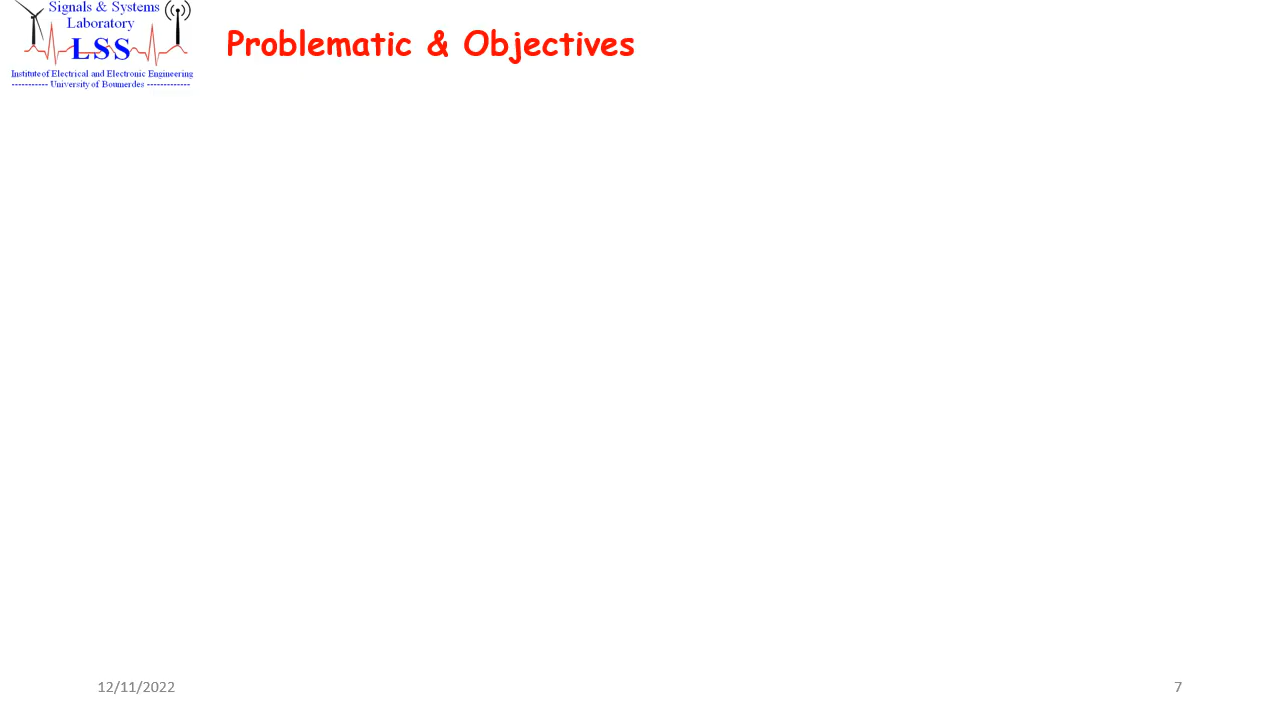 Signals & Systems
Laboratory
LSS
Institute of Electrical and Electronic Engineering
----------- University of Boumerdes -------------
Problematic & Objectives
12/11/2022
7